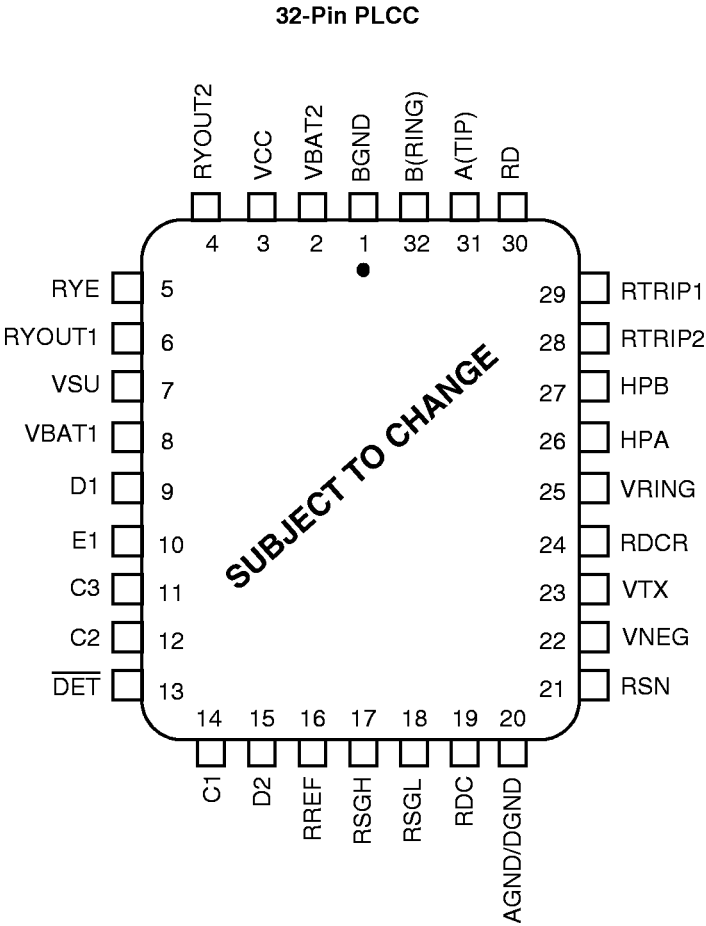 32-Pin PLCC
RYOUT2
VCC
VBAT2
BGND
B(RING)
A(TIP)
RD
4 3 2 1 32 31 30
RYE 5
RYOUT1 6
VSU 7
VBAT1 8
D1 9
E1 10
C3 11
C2 12
D̅E̅T̅ 13
SUBJECT TO CHANGE
29 RTRIP1
28 RTRIP2
27 HPB
26 HPA
25 VRING
24 RDCR
23 VTX
22 VNEG
21 RSN
14 15 16 17 18 19 20
C1
D2
RREF
RSGH
RSGL
RDC
AGND/DGND